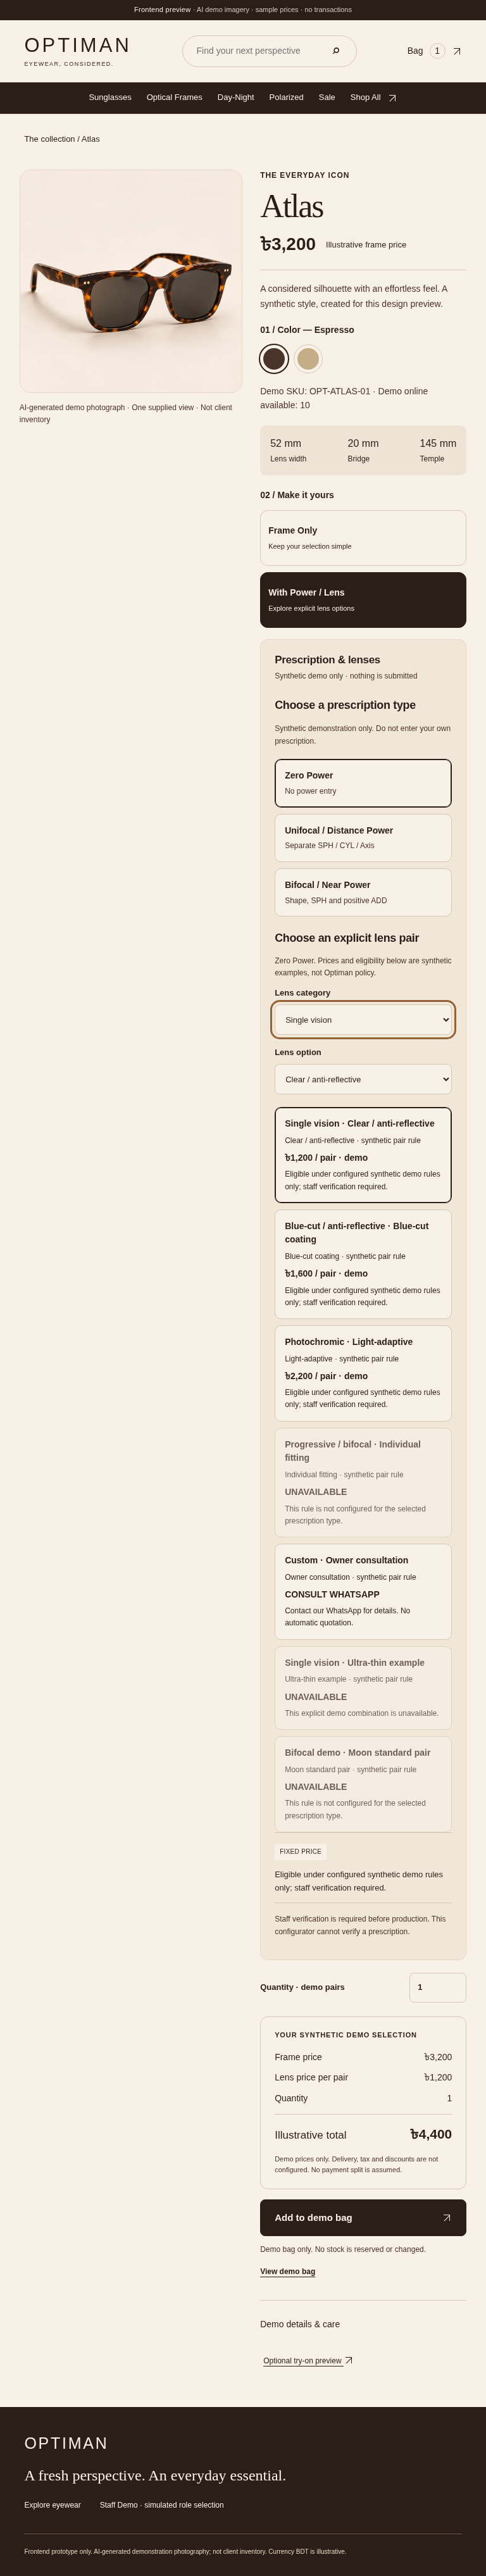 Frontend preview · AI demo imagery · sample prices · no transactions
OPTIMAN
EYEWEAR, CONSIDERED.
Find your next perspective
Bag 1
Sunglasses Optical Frames Day-Night Polarized Sale Shop All
The collection / Atlas
AI-generated demo photograph · One supplied view · Not client
inventory
THE EVERYDAY ICON
Atlas
৳3,200 Illustrative frame price
A considered silhouette with an effortless feel. A
synthetic style, created for this design preview.
01 / Color — Espresso
Demo SKU: OPT-ATLAS-01 · Demo online
available: 10
52 mm 20 mm 145 mm
Lens width Bridge Temple
02 / Make it yours
Frame Only
Keep your selection simple
With Power / Lens
Explore explicit lens options
Prescription & lenses
Synthetic demo only · nothing is submitted
Choose a prescription type
Synthetic demonstration only. Do not enter your own
prescription.
Zero Power
No power entry
Unifocal / Distance Power
Separate SPH / CYL / Axis
Bifocal / Near Power
Shape, SPH and positive ADD
Choose an explicit lens pair
Zero Power. Prices and eligibility below are synthetic
examples, not Optiman policy.
Lens category
Single vision
Lens option
Clear / anti-reflective
Single vision · Clear / anti-reflective
Clear / anti-reflective · synthetic pair rule
৳1,200 / pair · demo
Eligible under configured synthetic demo rules
only; staff verification required.
Blue-cut / anti-reflective · Blue-cut
coating
Blue-cut coating · synthetic pair rule
৳1,600 / pair · demo
Eligible under configured synthetic demo rules
only; staff verification required.
Photochromic · Light-adaptive
Light-adaptive · synthetic pair rule
৳2,200 / pair · demo
Eligible under configured synthetic demo rules
only; staff verification required.
Progressive / bifocal · Individual
fitting
Individual fitting · synthetic pair rule
UNAVAILABLE
This rule is not configured for the selected
prescription type.
Custom · Owner consultation
Owner consultation · synthetic pair rule
CONSULT WHATSAPP
Contact our WhatsApp for details. No
automatic quotation.
Single vision · Ultra-thin example
Ultra-thin example · synthetic pair rule
UNAVAILABLE
This explicit demo combination is unavailable.
Bifocal demo · Moon standard pair
Moon standard pair · synthetic pair rule
UNAVAILABLE
This rule is not configured for the selected
prescription type.
FIXED PRICE
Eligible under configured synthetic demo rules
only; staff verification required.
Staff verification is required before production. This
configurator cannot verify a prescription.
Quantity · demo pairs 1
YOUR SYNTHETIC DEMO SELECTION
Frame price ৳3,200
Lens price per pair ৳1,200
Quantity 1
Illustrative total ৳4,400
Demo prices only. Delivery, tax and discounts are not
configured. No payment split is assumed.
Add to demo bag
Demo bag only. No stock is reserved or changed.
View demo bag
Demo details & care
Optional try-on preview
OPTIMAN
A fresh perspective. An everyday essential.
Explore eyewear Staff Demo · simulated role selection
Frontend prototype only. AI-generated demonstration photography; not client inventory. Currency BDT is illustrative.